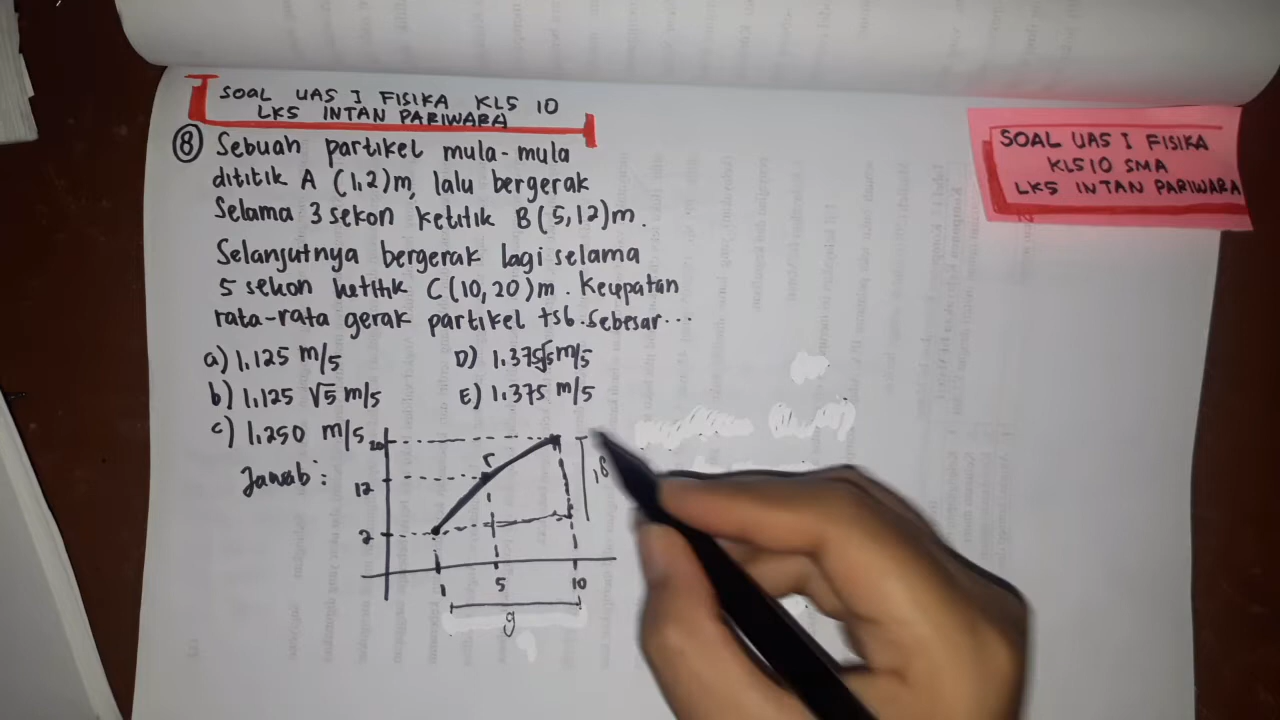 SOAL UAS I FISIKA KLS 10
LKS INTAN PARIWARA
SOAL UAS I FISIKA
KLS 10 SMA
LKS INTAN PARIWARA
8 Sebuah partikel mula-mula
dititik A (1,2)m, lalu bergerak
Selama 3 sekon ketitik B(5,12)m.
Selanjutnya bergerak lagi selama
5 sekon ketitik C(10,20)m. Kecepatan
rata-rata gerak partikel tsb. Sebesar...
a) 1.125 m/s
D) 1.375√5 m/s
b) 1.125 √5 m/s
E) 1.375 m/s
c) 1.250 m/s
Jawab:
20
12
2
1 5 10
9
18